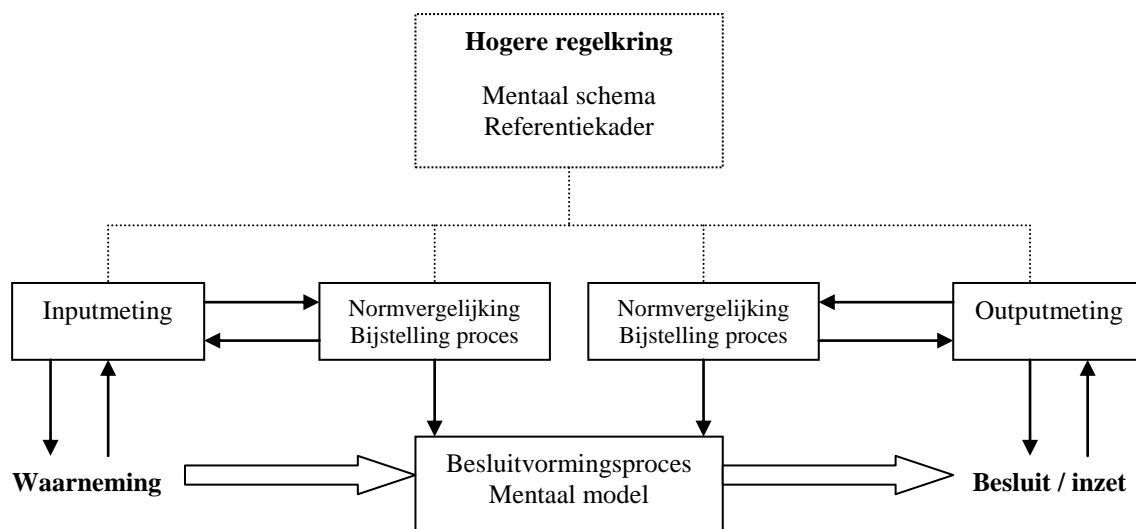 Hogere regelkring
Mentaal schema
Referentiekader
Inputmeting
Normvergelijking
Bijstelling proces
Normvergelijking
Bijstelling proces
Outputmeting
Waarneming
Besluitvormingsproces
Mentaal model
Besluit / inzet